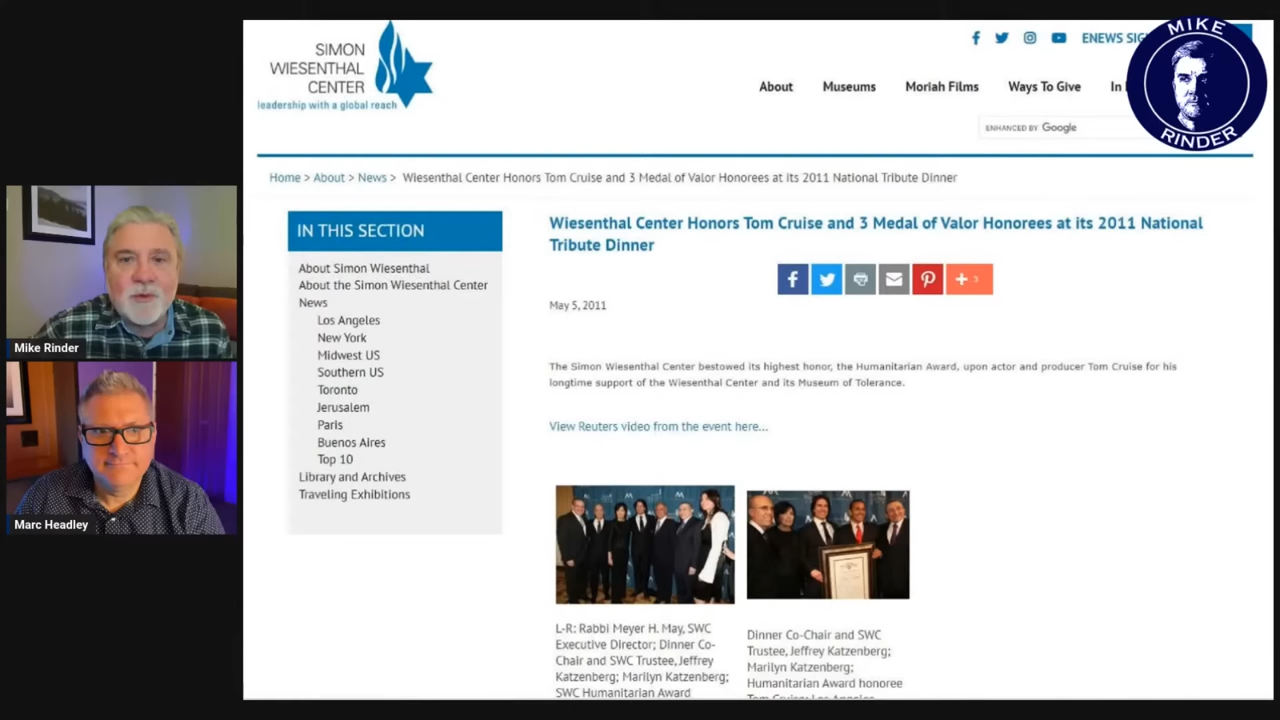 SIMON
WIESENTHAL
CENTER
leadership with a global reach
ENEWS SIG
MIKE
RINDER
About
Museums
Moriah Films
Ways To Give
In
ENHANCED BY Google
Home > About > News > Wiesenthal Center Honors Tom Cruise and 3 Medal of Valor Honorees at its 2011 National Tribute Dinner
IN THIS SECTION
About Simon Wiesenthal
About the Simon Wiesenthal Center
News
Los Angeles
New York
Midwest US
Southern US
Toronto
Jerusalem
Paris
Buenos Aires
Top 10
Library and Archives
Traveling Exhibitions
Wiesenthal Center Honors Tom Cruise and 3 Medal of Valor Honorees at its 2011 National
Tribute Dinner
3
May 5, 2011
The Simon Wiesenthal Center bestowed its highest honor, the Humanitarian Award, upon actor and producer Tom Cruise for his
longtime support of the Wiesenthal Center and its Museum of Tolerance.
View Reuters video from the event here...
L-R: Rabbi Meyer H. May, SWC
Executive Director; Dinner Co-
Chair and SWC Trustee, Jeffrey
Katzenberg; Marilyn Katzenberg;
SWC Humanitarian Award
Dinner Co-Chair and SWC
Trustee, Jeffrey Katzenberg;
Marilyn Katzenberg;
Humanitarian Award honoree
Tom Cruise; Los Angeles
Mike Rinder
Marc Headley